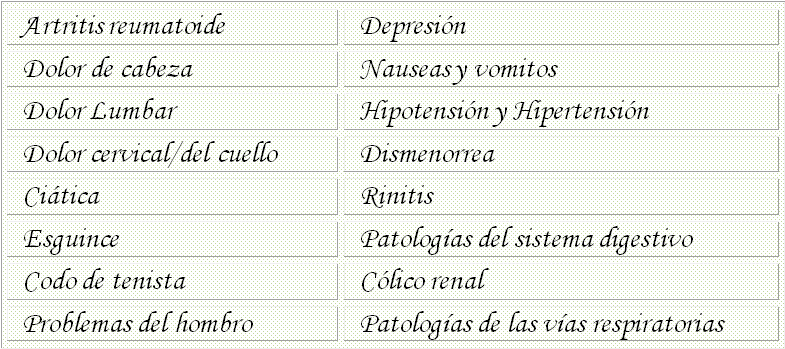 Artritis reumatoide Depresión
Dolor de cabeza Nauseas y vomitos
Dolor Lumbar Hipotensión y Hipertensión
Dolor cervical/del cuello Dismenorrea
Ciática Rinitis
Esguince Patologías del sistema digestivo
Codo de tenista Cólico renal
Problemas del hombro Patologías de las vías respiratorias